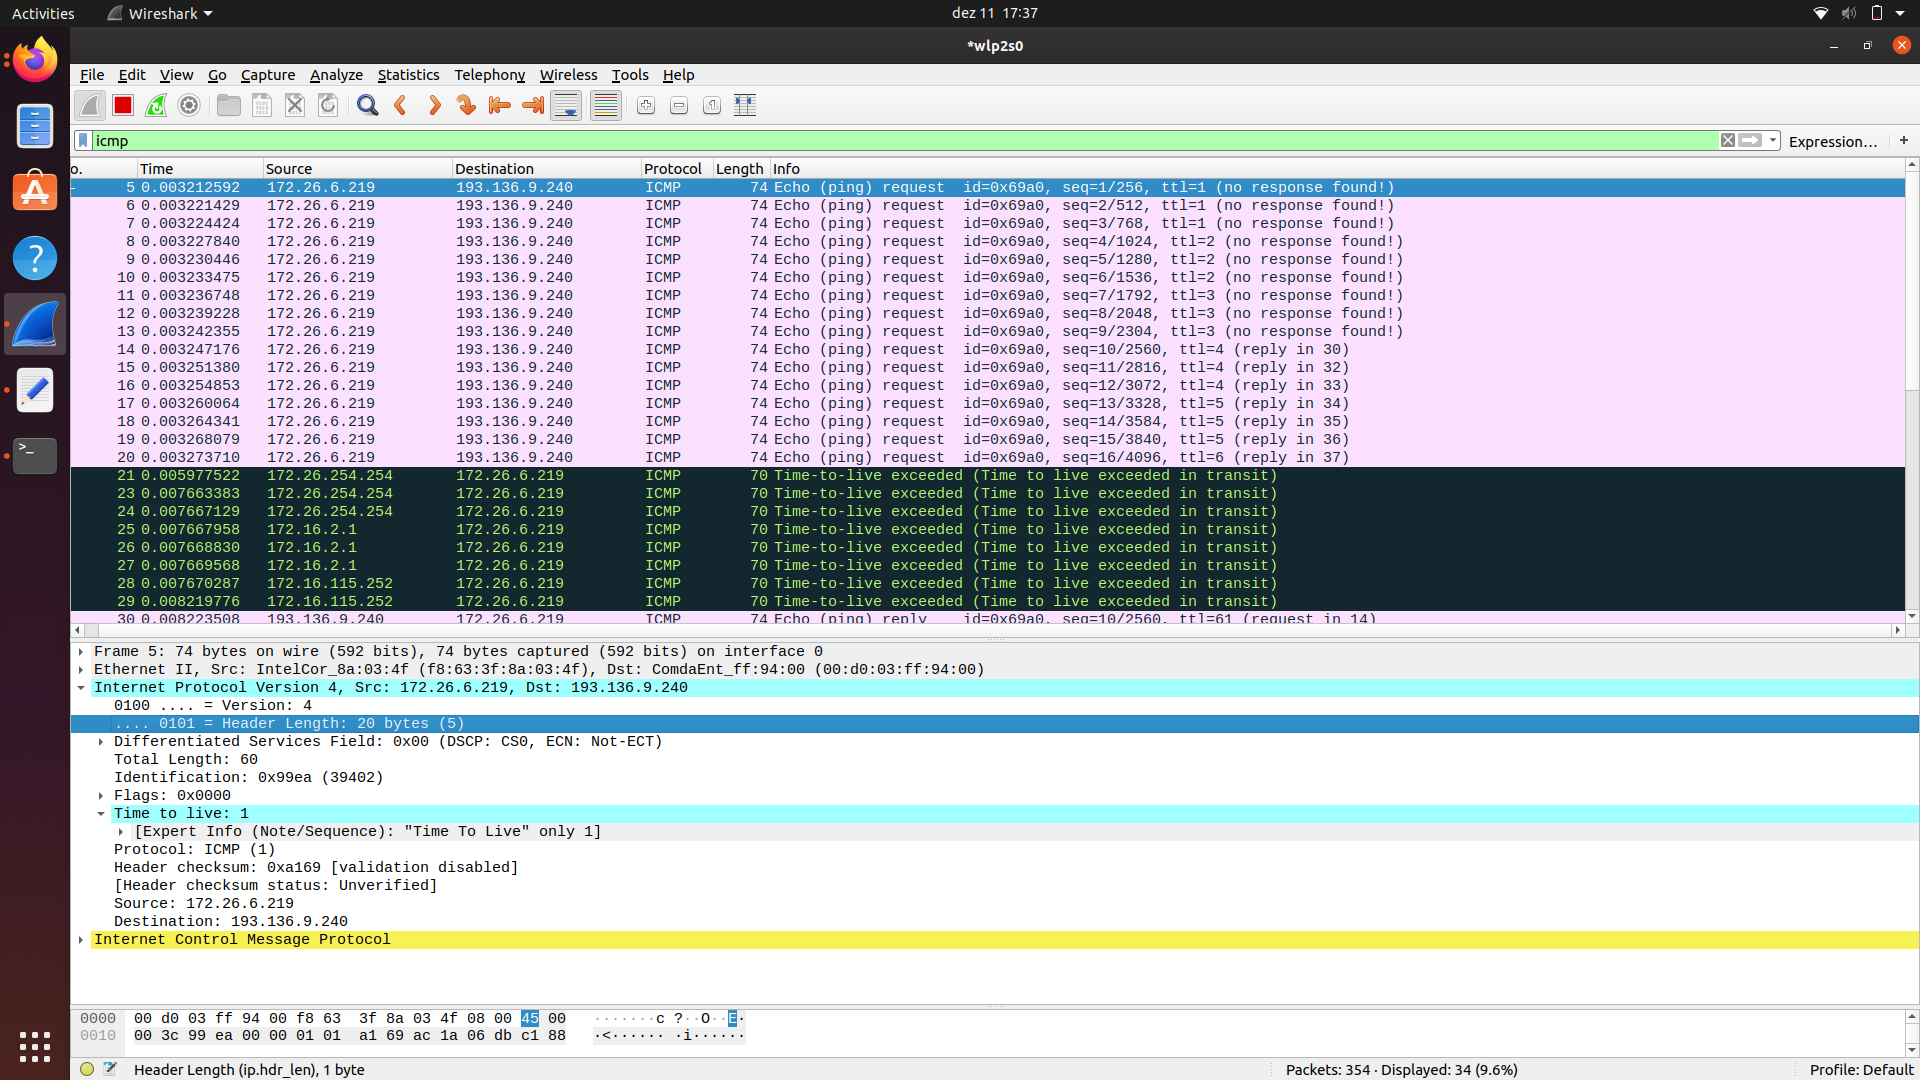 Activities Wireshark dez 11 17:37
*wlp2s0
File Edit View Go Capture Analyze Statistics Telephony Wireless Tools Help
icmp Expression… +
o. Time Source Destination Protocol Length Info
5 0.003212592 172.26.6.219 193.136.9.240 ICMP 74 Echo (ping) request id=0x69a0, seq=1/256, ttl=1 (no response found!)
6 0.003221429 172.26.6.219 193.136.9.240 ICMP 74 Echo (ping) request id=0x69a0, seq=2/512, ttl=1 (no response found!)
7 0.003224424 172.26.6.219 193.136.9.240 ICMP 74 Echo (ping) request id=0x69a0, seq=3/768, ttl=1 (no response found!)
8 0.003227840 172.26.6.219 193.136.9.240 ICMP 74 Echo (ping) request id=0x69a0, seq=4/1024, ttl=2 (no response found!)
9 0.003230446 172.26.6.219 193.136.9.240 ICMP 74 Echo (ping) request id=0x69a0, seq=5/1280, ttl=2 (no response found!)
10 0.003233475 172.26.6.219 193.136.9.240 ICMP 74 Echo (ping) request id=0x69a0, seq=6/1536, ttl=2 (no response found!)
11 0.003236748 172.26.6.219 193.136.9.240 ICMP 74 Echo (ping) request id=0x69a0, seq=7/1792, ttl=3 (no response found!)
12 0.003239228 172.26.6.219 193.136.9.240 ICMP 74 Echo (ping) request id=0x69a0, seq=8/2048, ttl=3 (no response found!)
13 0.003242355 172.26.6.219 193.136.9.240 ICMP 74 Echo (ping) request id=0x69a0, seq=9/2304, ttl=3 (no response found!)
14 0.003247176 172.26.6.219 193.136.9.240 ICMP 74 Echo (ping) request id=0x69a0, seq=10/2560, ttl=4 (reply in 30)
15 0.003251380 172.26.6.219 193.136.9.240 ICMP 74 Echo (ping) request id=0x69a0, seq=11/2816, ttl=4 (reply in 32)
16 0.003254853 172.26.6.219 193.136.9.240 ICMP 74 Echo (ping) request id=0x69a0, seq=12/3072, ttl=4 (reply in 33)
17 0.003260064 172.26.6.219 193.136.9.240 ICMP 74 Echo (ping) request id=0x69a0, seq=13/3328, ttl=5 (reply in 34)
18 0.003264341 172.26.6.219 193.136.9.240 ICMP 74 Echo (ping) request id=0x69a0, seq=14/3584, ttl=5 (reply in 35)
19 0.003268079 172.26.6.219 193.136.9.240 ICMP 74 Echo (ping) request id=0x69a0, seq=15/3840, ttl=5 (reply in 36)
20 0.003273710 172.26.6.219 193.136.9.240 ICMP 74 Echo (ping) request id=0x69a0, seq=16/4096, ttl=6 (reply in 37)
21 0.005977522 172.26.254.254 172.26.6.219 ICMP 70 Time-to-live exceeded (Time to live exceeded in transit)
23 0.007663383 172.26.254.254 172.26.6.219 ICMP 70 Time-to-live exceeded (Time to live exceeded in transit)
24 0.007667129 172.26.254.254 172.26.6.219 ICMP 70 Time-to-live exceeded (Time to live exceeded in transit)
25 0.007667958 172.16.2.1 172.26.6.219 ICMP 70 Time-to-live exceeded (Time to live exceeded in transit)
26 0.007668830 172.16.2.1 172.26.6.219 ICMP 70 Time-to-live exceeded (Time to live exceeded in transit)
27 0.007669568 172.16.2.1 172.26.6.219 ICMP 70 Time-to-live exceeded (Time to live exceeded in transit)
28 0.007670287 172.16.115.252 172.26.6.219 ICMP 70 Time-to-live exceeded (Time to live exceeded in transit)
29 0.008219776 172.16.115.252 172.26.6.219 ICMP 70 Time-to-live exceeded (Time to live exceeded in transit)
30 0.008223508 193.136.9.240 172.26.6.219 ICMP 74 Echo (ping) reply id=0x69a0, seq=10/2560, ttl=61 (request in 14)
Frame 5: 74 bytes on wire (592 bits), 74 bytes captured (592 bits) on interface 0
Ethernet II, Src: IntelCor_8a:03:4f (f8:63:3f:8a:03:4f), Dst: ComdaEnt_ff:94:00 (00:d0:03:ff:94:00)
Internet Protocol Version 4, Src: 172.26.6.219, Dst: 193.136.9.240
0100 .... = Version: 4
.... 0101 = Header Length: 20 bytes (5)
Differentiated Services Field: 0x00 (DSCP: CS0, ECN: Not-ECT)
Total Length: 60
Identification: 0x99ea (39402)
Flags: 0x0000
Time to live: 1
[Expert Info (Note/Sequence): "Time To Live" only 1]
Protocol: ICMP (1)
Header checksum: 0xa169 [validation disabled]
[Header checksum status: Unverified]
Source: 172.26.6.219
Destination: 193.136.9.240
Internet Control Message Protocol
0000 00 d0 03 ff 94 00 f8 63 3f 8a 03 4f 08 00 45 00 ·······c ?··O··E·
0010 00 3c 99 ea 00 00 01 01 a1 69 ac 1a 06 db c1 88 ·<······ ·i······
Header Length (ip.hdr_len), 1 byte Packets: 354 · Displayed: 34 (9.6%) Profile: Default